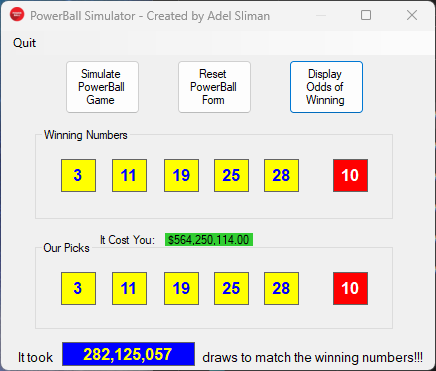 PowerBall Simulator - Created by Adel Sliman
Quit
Simulate
PowerBall
Game
Reset
PowerBall
Form
Display
Odds of
Winning
Winning Numbers
3 11 19 25 28 10
It Cost You: $564,250,114.00
Our Picks
3 11 19 25 28 10
It took 282,125,057 draws to match the winning numbers!!!